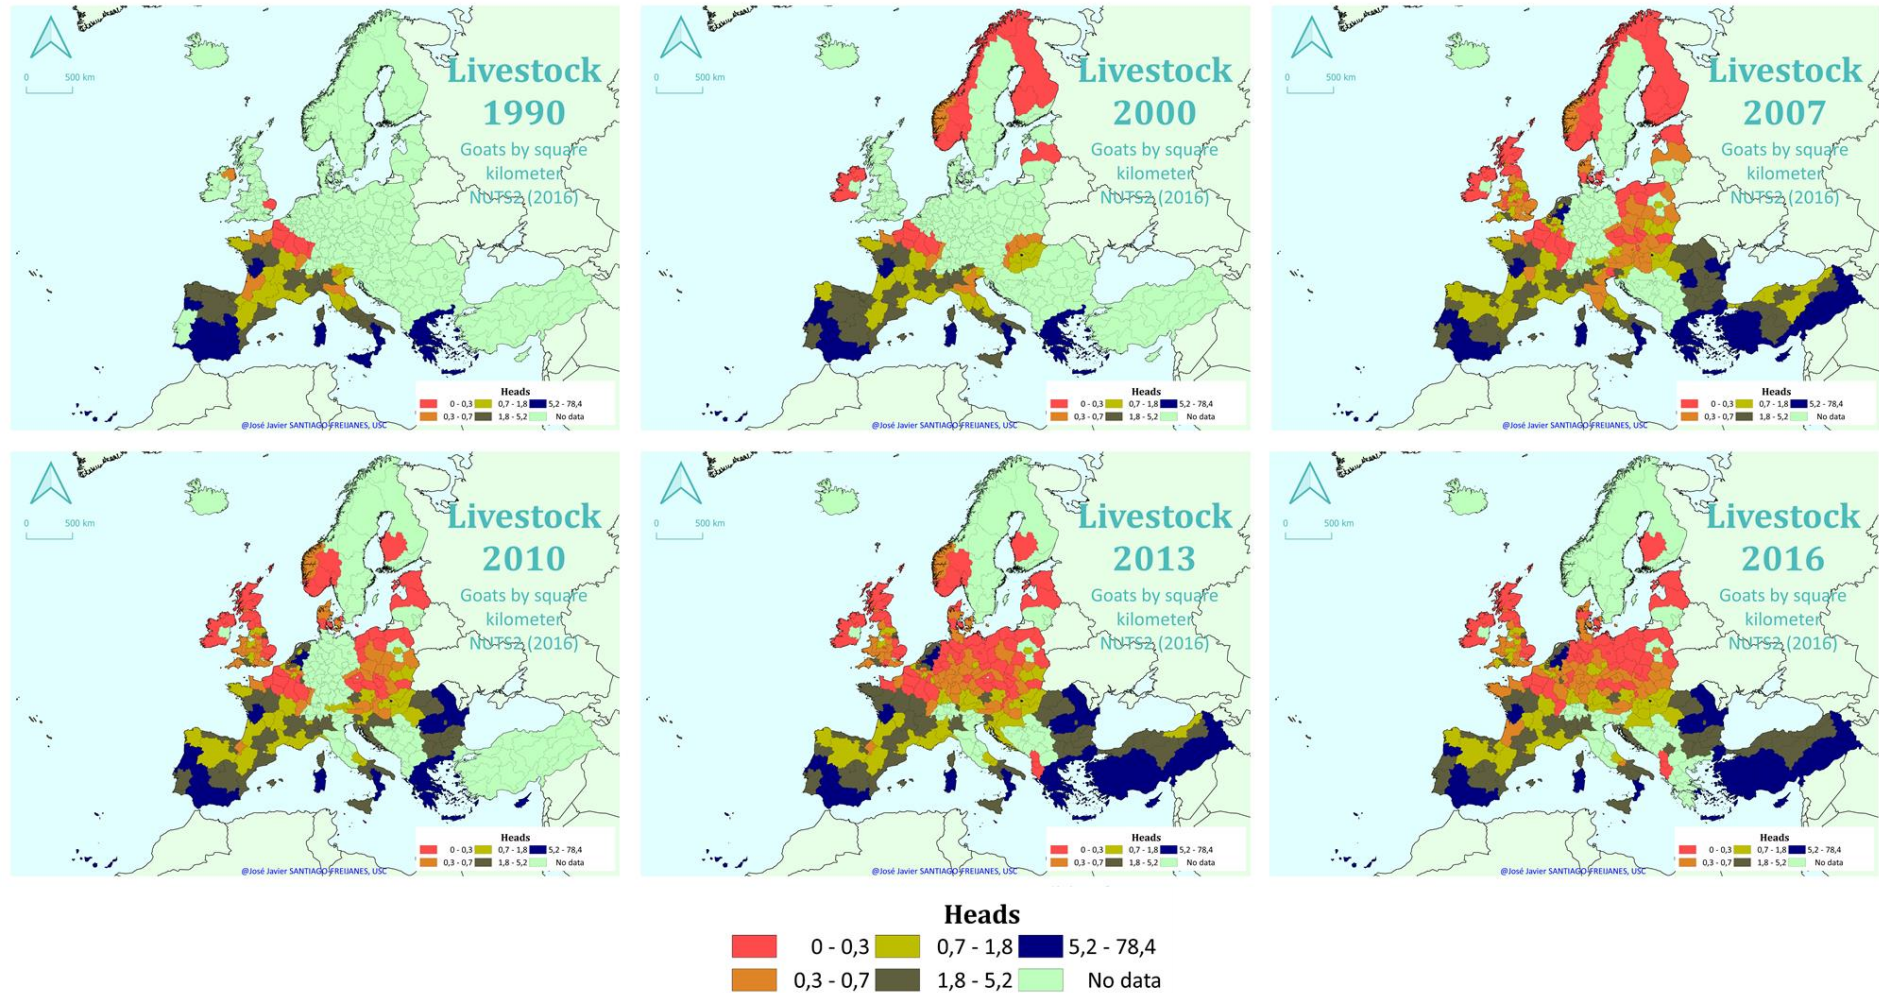 Livestock
1990
Goats by square
kilometer
NUTS2 (2016)
0 500 km
Heads
0 - 0,3 0,7 - 1,8 5,2 - 78,4
0,3 - 0,7 1,8 - 5,2 No data
@José Javier SANTIAGO-FREIJANES, USC
Livestock
2000
Goats by square
kilometer
NUTS2 (2016)
0 500 km
Heads
0 - 0,3 0,7 - 1,8 5,2 - 78,4
0,3 - 0,7 1,8 - 5,2 No data
@José Javier SANTIAGO-FREIJANES, USC
Livestock
2007
Goats by square
kilometer
NUTS2 (2016)
0 500 km
Heads
0 - 0,3 0,7 - 1,8 5,2 - 78,4
0,3 - 0,7 1,8 - 5,2 No data
@José Javier SANTIAGO-FREIJANES, USC
Livestock
2010
Goats by square
kilometer
NUTS2 (2016)
0 500 km
Heads
0 - 0,3 0,7 - 1,8 5,2 - 78,4
0,3 - 0,7 1,8 - 5,2 No data
@José Javier SANTIAGO-FREIJANES, USC
Livestock
2013
Goats by square
kilometer
NUTS2 (2016)
0 500 km
Heads
0 - 0,3 0,7 - 1,8 5,2 - 78,4
0,3 - 0,7 1,8 - 5,2 No data
@José Javier SANTIAGO-FREIJANES, USC
Livestock
2016
Goats by square
kilometer
NUTS2 (2016)
0 500 km
Heads
0 - 0,3 0,7 - 1,8 5,2 - 78,4
0,3 - 0,7 1,8 - 5,2 No data
@José Javier SANTIAGO-FREIJANES, USC
Heads
0 - 0,3 0,7 - 1,8 5,2 - 78,4
0,3 - 0,7 1,8 - 5,2 No data